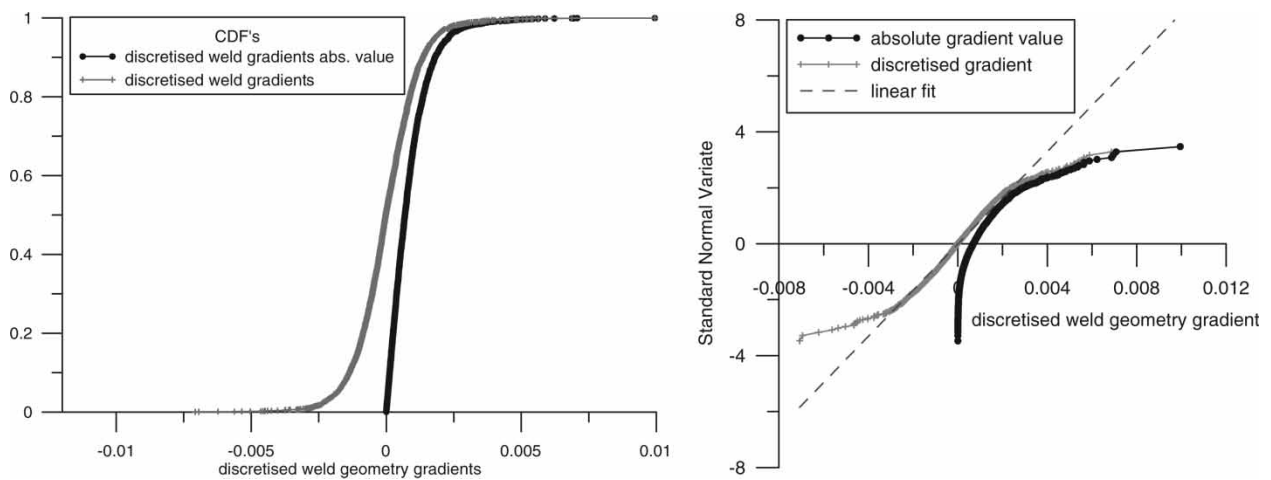 CDF's
discretised weld gradients abs. value
discretised weld gradients
1
0.8
0.6
0.4
0.2
0
-0.01
-0.005
0
0.005
0.01
discretised weld geometry gradients
absolute gradient value
discretised gradient
linear fit
Standard Normal Variate
8
4
0
-4
-8
-0.008
-0.004
0
0.004
0.008
0.012
discretised weld geometry gradient